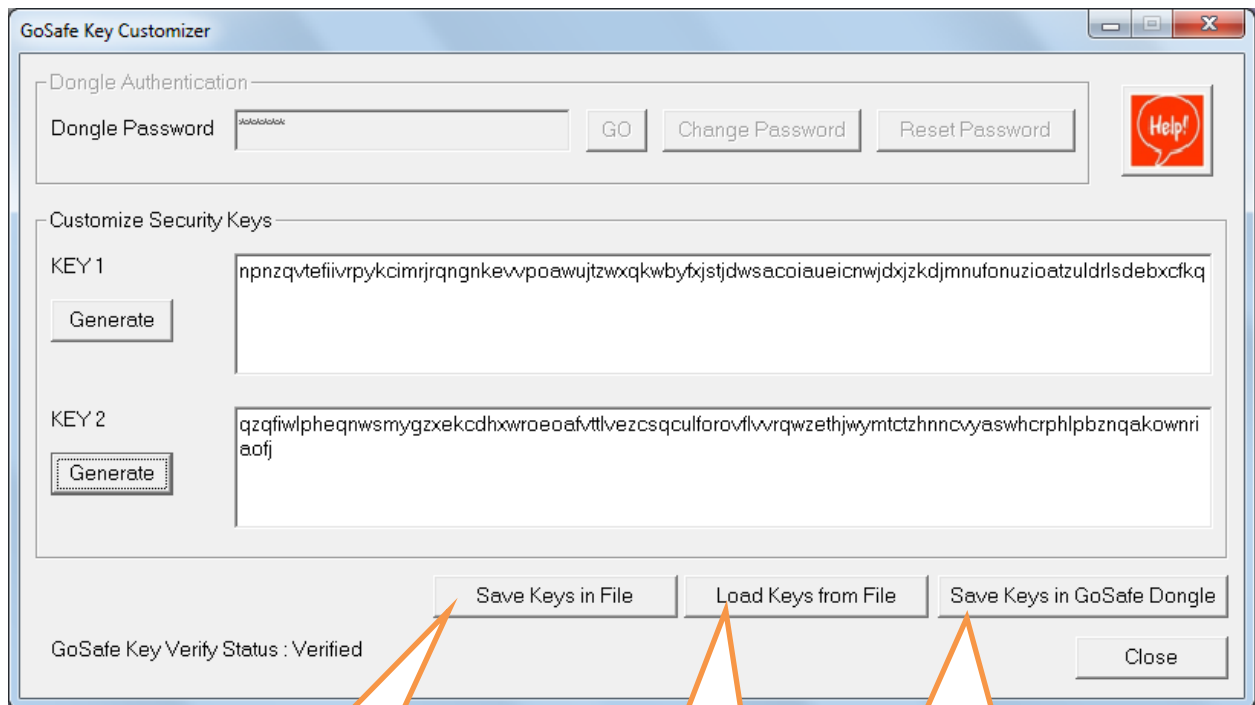 GoSafe Key Customizer
Dongle Authentication
Dongle Password ******* GO Change Password Reset Password
Help!
Customize Security Keys
KEY 1
npnzqvtefiivrpykcimrjrqngnkevvpoawujtzwxqkwbyfxjstjdwsacoiaueicnwjdxjzkdjmnufonuzioatzuldrlsdebxcfkq
Generate
KEY 2
qzqfiwlpheqnwsmygzxekcdhxwroeoafvttlvezcsqculforovflvvrqwzethjwymtctzhnncvyaswhcrphlpbznqakownri
aofj
Generate
Save Keys in File Load Keys from File Save Keys in GoSafe Dongle
GoSafe Key Verify Status : Verified
Close